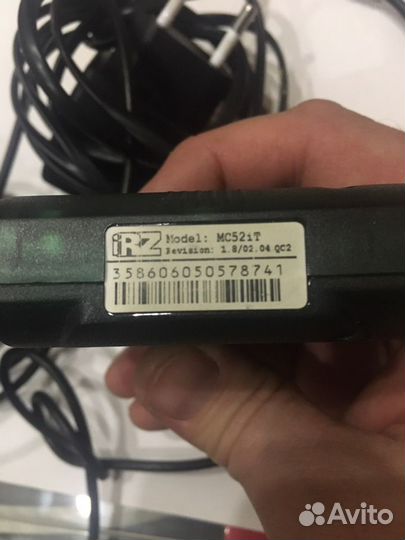 iRZ Model: MC52iT
Revision: 1.8/02.04 QC2
358606050578741
Avito